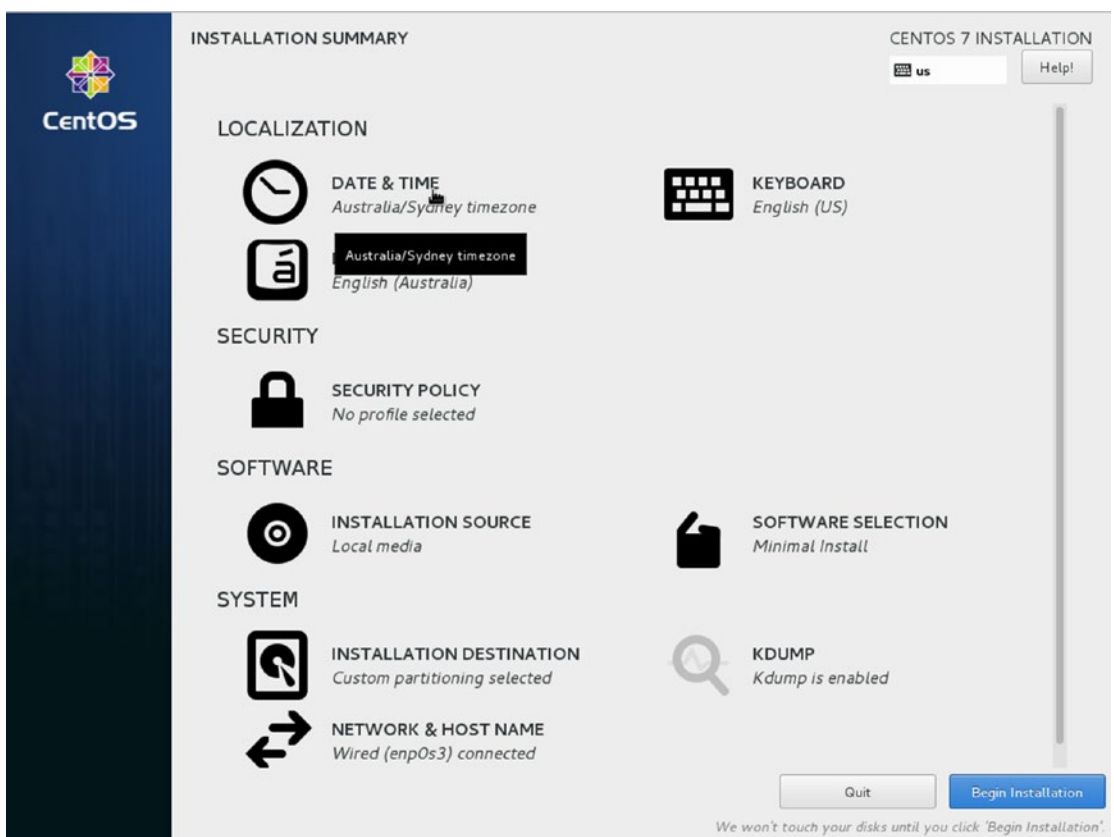 INSTALLATION SUMMARY
CENTOS 7 INSTALLATION
us
Help!
CentOS
LOCALIZATION
DATE & TIME
Australia/Sydney timezone
KEYBOARD
English (US)
Australia/Sydney timezone
English (Australia)
SECURITY
SECURITY POLICY
No profile selected
SOFTWARE
INSTALLATION SOURCE
Local media
SOFTWARE SELECTION
Minimal Install
SYSTEM
INSTALLATION DESTINATION
Custom partitioning selected
KDUMP
Kdump is enabled
NETWORK & HOST NAME
Wired (enp0s3) connected
Quit
Begin Installation
We won't touch your disks until you click 'Begin Installation'.